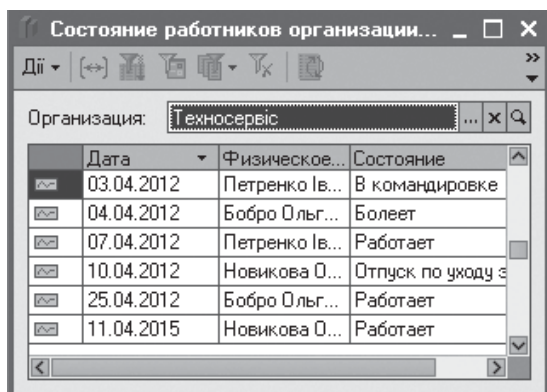 Состояние работников организации...
Дії
Организация: Техносервіс
Дата Физическое... Состояние
03.04.2012 Петренко Ів... В командировке
04.04.2012 Бобро Ольг... Болеет
07.04.2012 Петренко Ів... Работает
10.04.2012 Новикова О... Отпуск по уходу з
25.04.2012 Бобро Ольг... Работает
11.04.2015 Новикова О... Работает